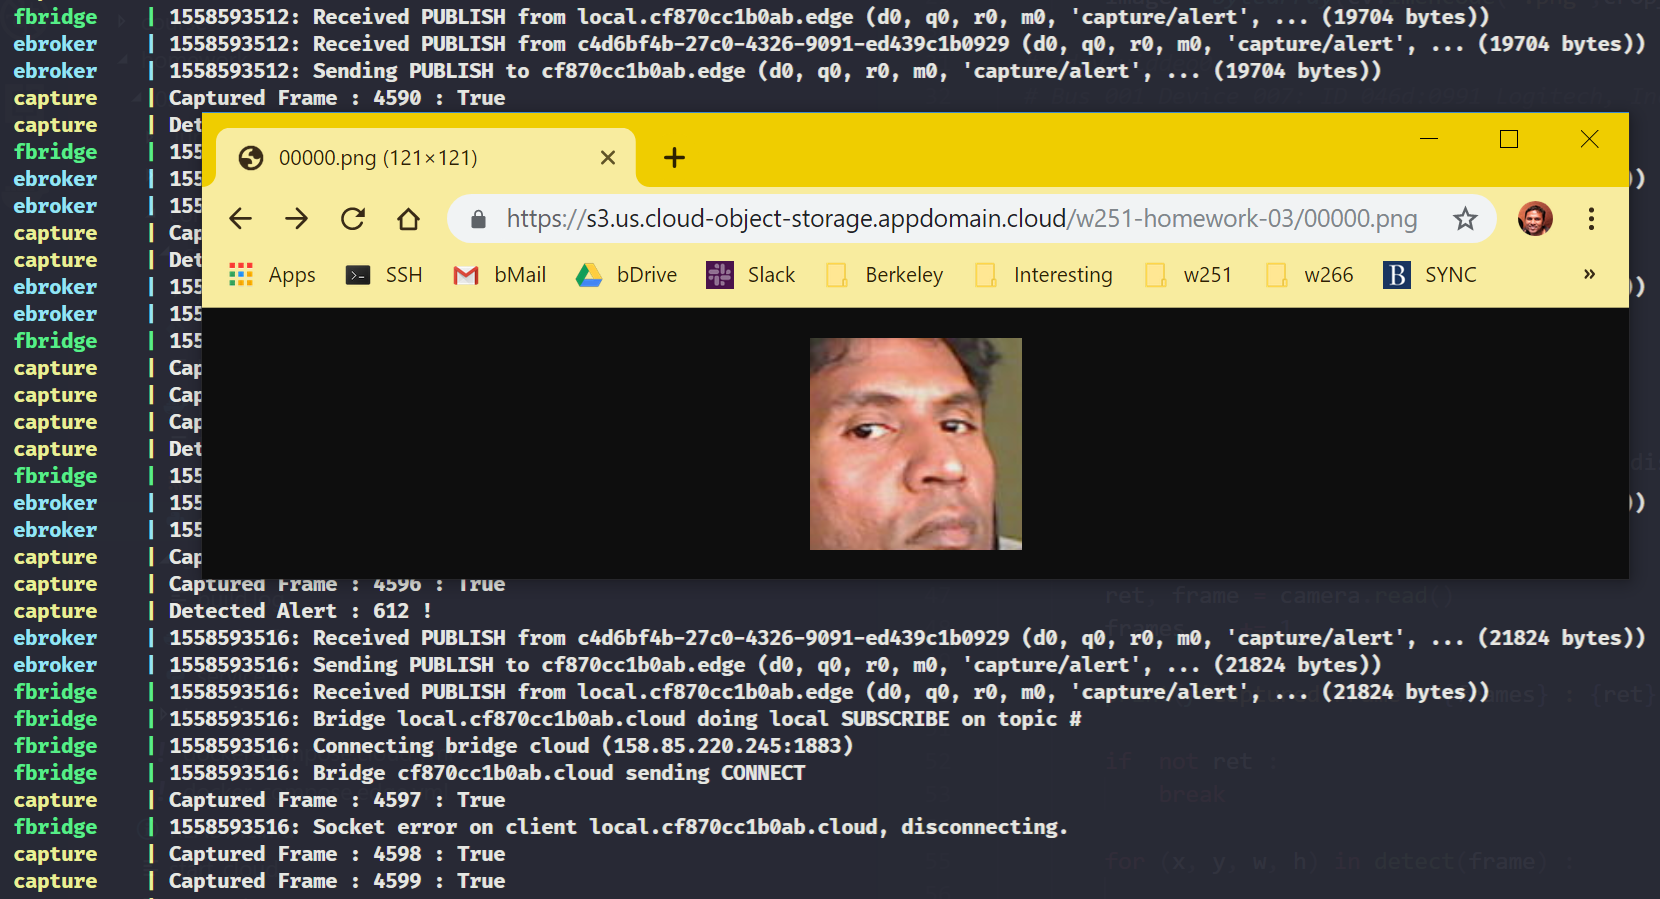 fbridge | 1558593512: Received PUBLISH from local.cf870cc1b0ab.edge (d0, q0, r0, m0, 'capture/alert', ... (19704 bytes))
ebroker | 1558593512: Received PUBLISH from c4d6bf4b-27c0-4326-9091-ed439c1b0929 (d0, q0, r0, m0, 'capture/alert', ... (19704 bytes))
ebroker | 1558593512: Sending PUBLISH to cf870cc1b0ab.edge (d0, q0, r0, m0, 'capture/alert', ... (19704 bytes))
capture | Captured Frame : 4590 : True
capture | Det
fbridge | 155
ebroker | 155 ))
ebroker | 155
capture | Cap
capture | Det
ebroker | 155 ))
ebroker | 155
fbridge | 155
capture | Cap
capture | Cap
capture | Cap
capture | Det
fbridge | 155
ebroker | 155 ))
ebroker | 155
capture | Cap
00000.png (121×121)
https://s3.us.cloud-object-storage.appdomain.cloud/w251-homework-03/00000.png
Apps SSH bMail bDrive Slack Berkeley Interesting w251 w266 B SYNC »
capture | Captured Frame : 4596 : True
capture | Detected Alert : 612 !
ebroker | 1558593516: Received PUBLISH from c4d6bf4b-27c0-4326-9091-ed439c1b0929 (d0, q0, r0, m0, 'capture/alert', ... (21824 bytes))
ebroker | 1558593516: Sending PUBLISH to cf870cc1b0ab.edge (d0, q0, r0, m0, 'capture/alert', ... (21824 bytes))
fbridge | 1558593516: Received PUBLISH from local.cf870cc1b0ab.edge (d0, q0, r0, m0, 'capture/alert', ... (21824 bytes))
fbridge | 1558593516: Bridge local.cf870cc1b0ab.cloud doing local SUBSCRIBE on topic #
fbridge | 1558593516: Connecting bridge cloud (158.85.220.245:1883)
fbridge | 1558593516: Bridge cf870cc1b0ab.cloud sending CONNECT
capture | Captured Frame : 4597 : True
fbridge | 1558593516: Socket error on client local.cf870cc1b0ab.cloud, disconnecting.
capture | Captured Frame : 4598 : True
capture | Captured Frame : 4599 : True
ret, frame = camera.read()
frames
if not ret :
break
for (x, y, w, h) in detect(frame) :